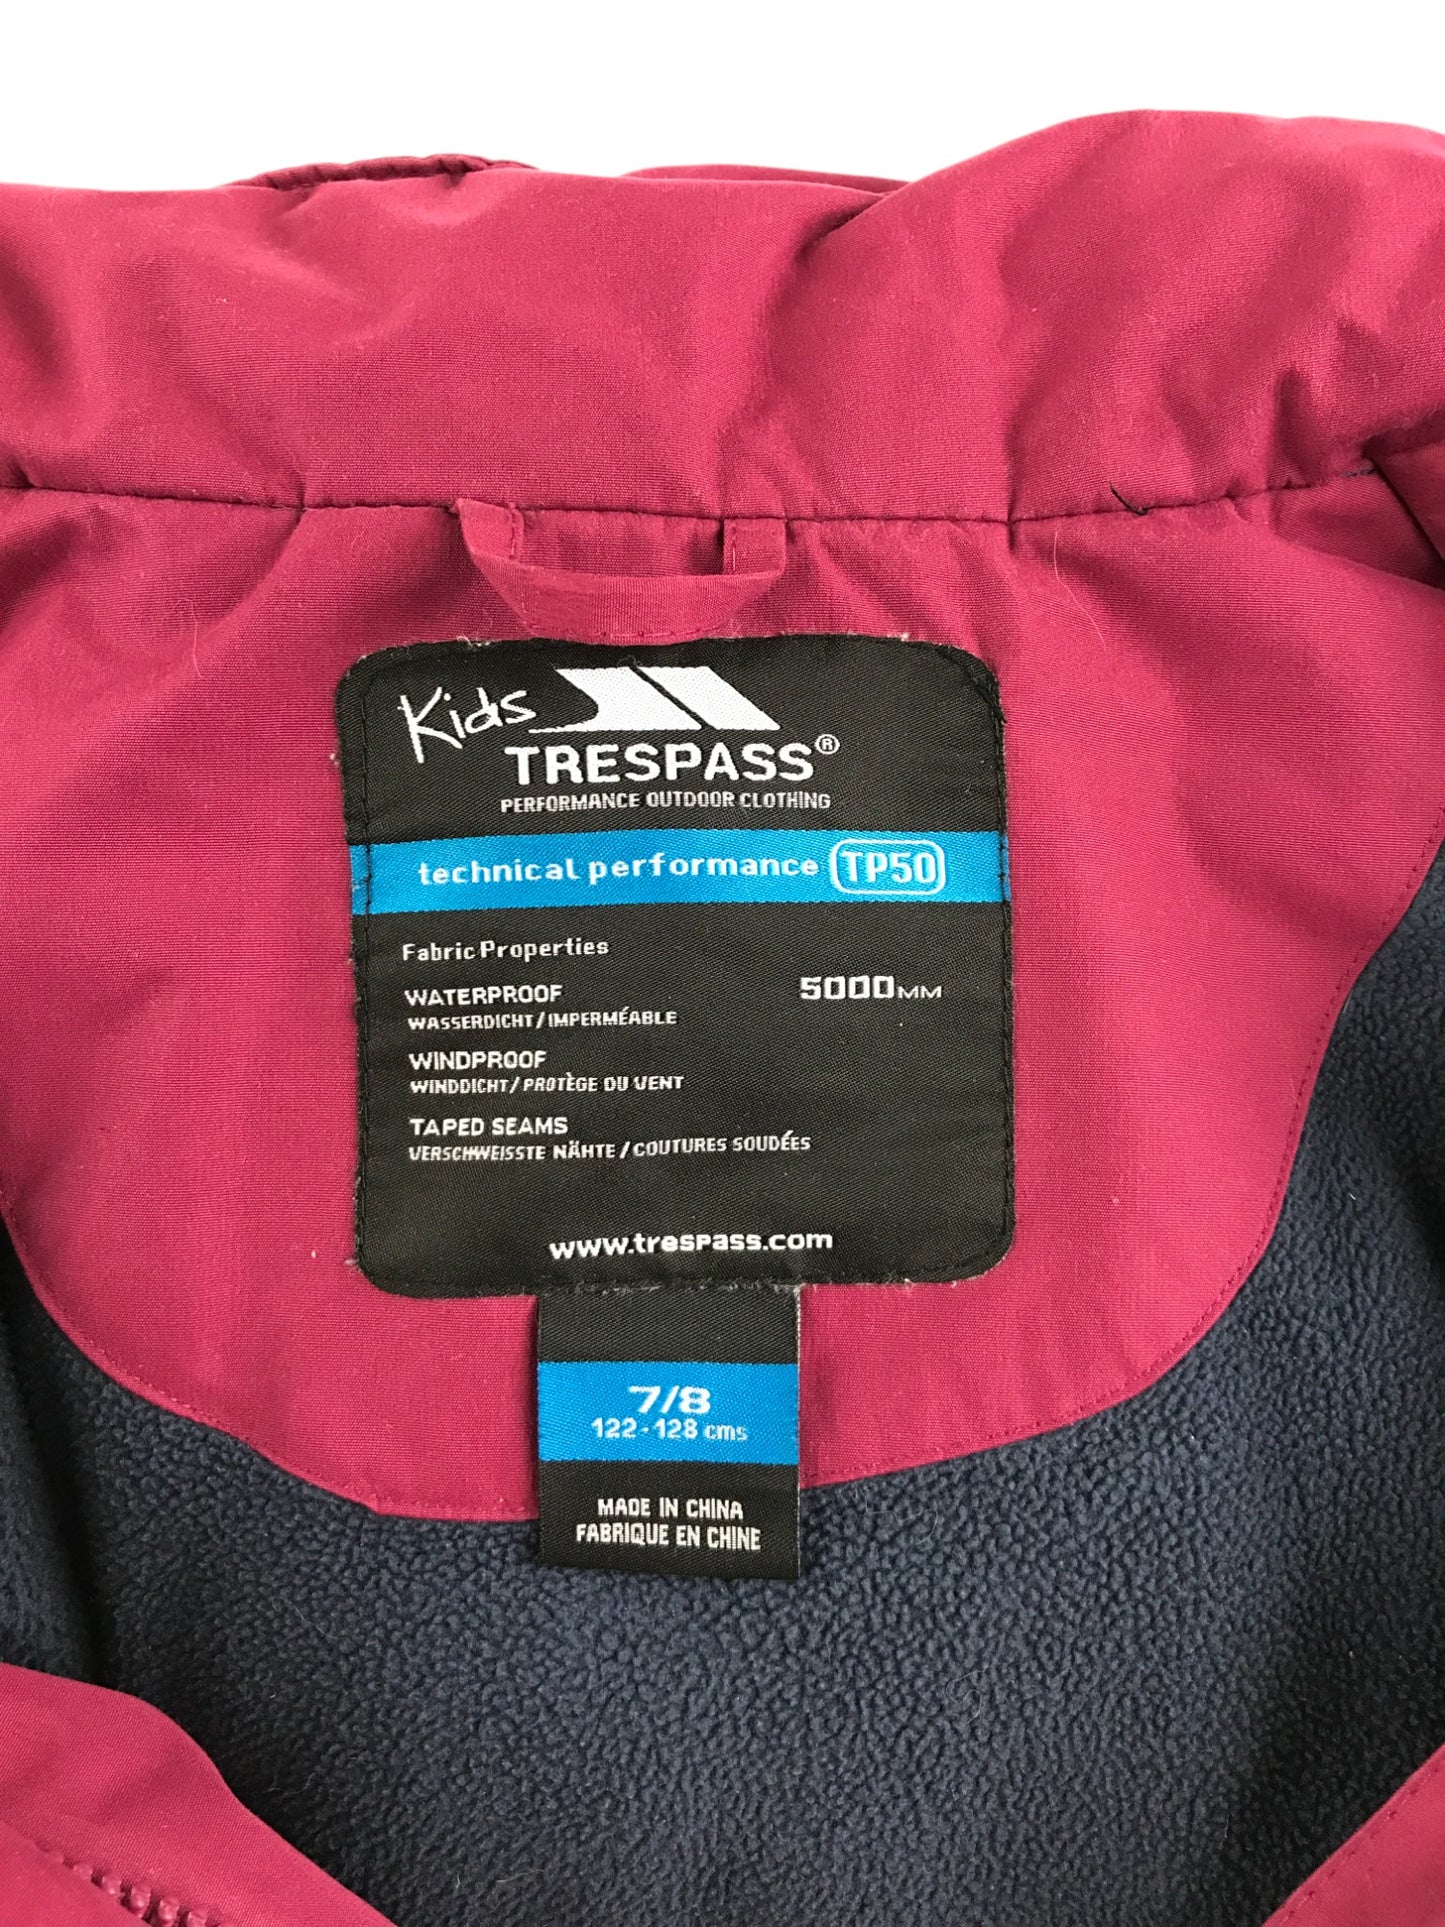 Kids
TRESPASS®
PERFORMANCE OUTDOOR CLOTHING
technical performance TP50
Fabric Properties
WATERPROOF 5000MM
WASSERDICHT/IMPERMÉABLE
WINDPROOF
WINDDICHT/PROTÈGE DU VENT
TAPED SEAMS
VERSCHWEISSTE NÄHTE/COUTURES SOUDÉES
www.trespass.com
7/8
122-128 cms
MADE IN CHINA
FABRIQUE EN CHINE